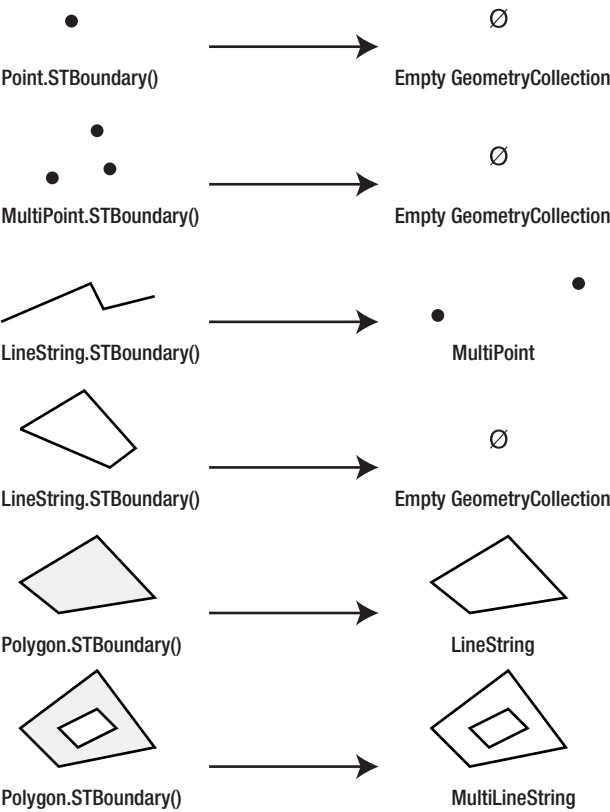 ∅
Point.STBoundary() Empty GeometryCollection
∅
MultiPoint.STBoundary() Empty GeometryCollection
LineString.STBoundary() MultiPoint
∅
LineString.STBoundary() Empty GeometryCollection
Polygon.STBoundary() LineString
Polygon.STBoundary() MultiLineString